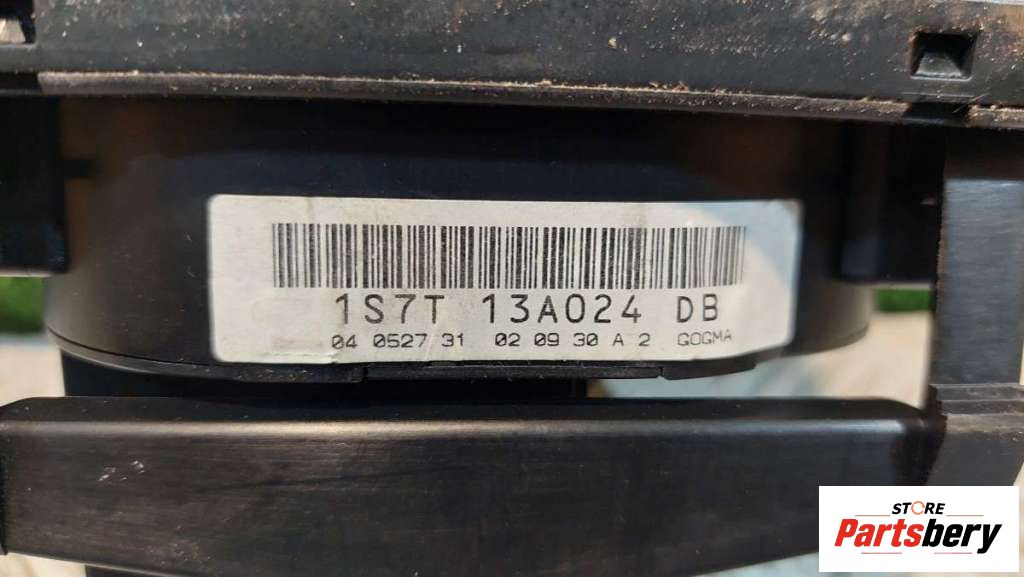 1S7T 13A024 DB
04 0527 31 02 09 30 A 2 GOGMA
STORE
Partsbery